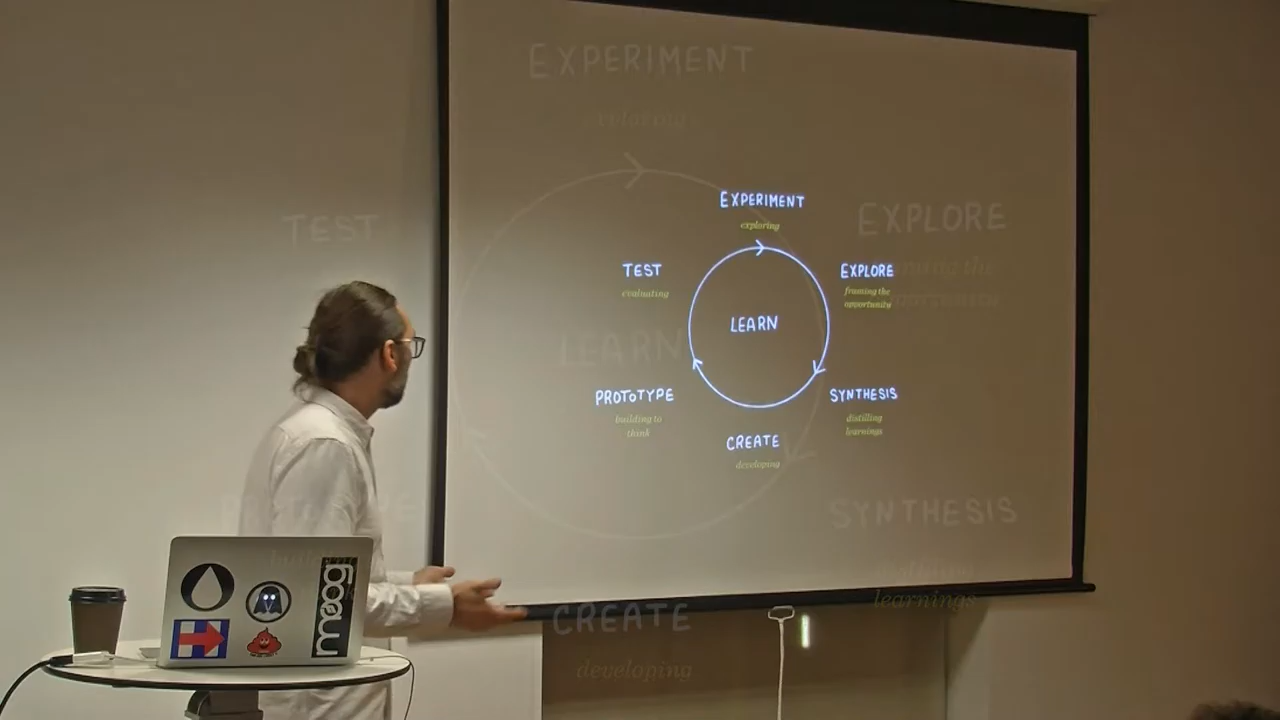 EXPERIMENT
exploring
TEST
evaluating
EXPLORE
framing the
opportunity
LEARN
PROTOTYPE
building to
think
SYNTHESIS
distilling
learnings
CREATE
developing
EXPERIMENT
TEST
EXPLORE
LEARN
SYNTHESIS
learnings
CREATE
developing
moog